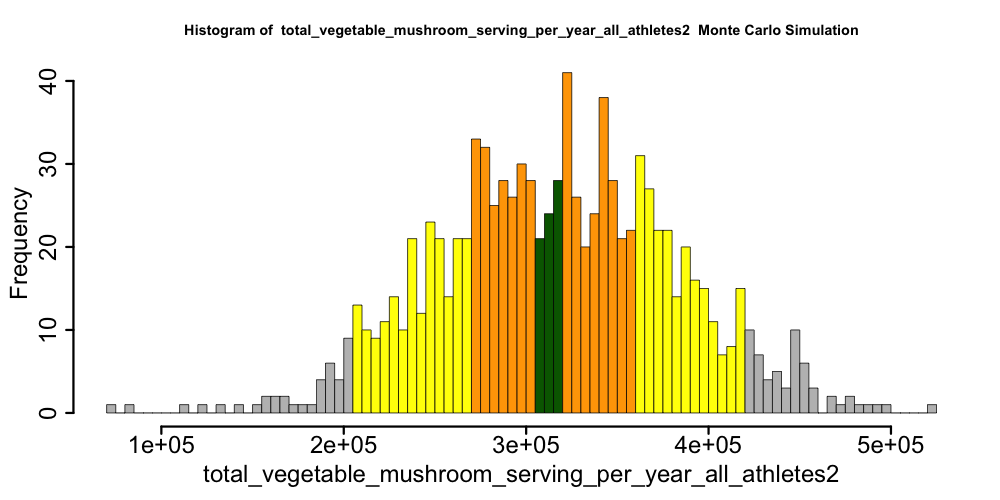 Histogram of  total_vegetable_mushroom_serving_per_year_all_athletes2  Monte Carlo Simulation
Frequency
40
30
20
10
0
1e+05 2e+05 3e+05 4e+05 5e+05
total_vegetable_mushroom_serving_per_year_all_athletes2